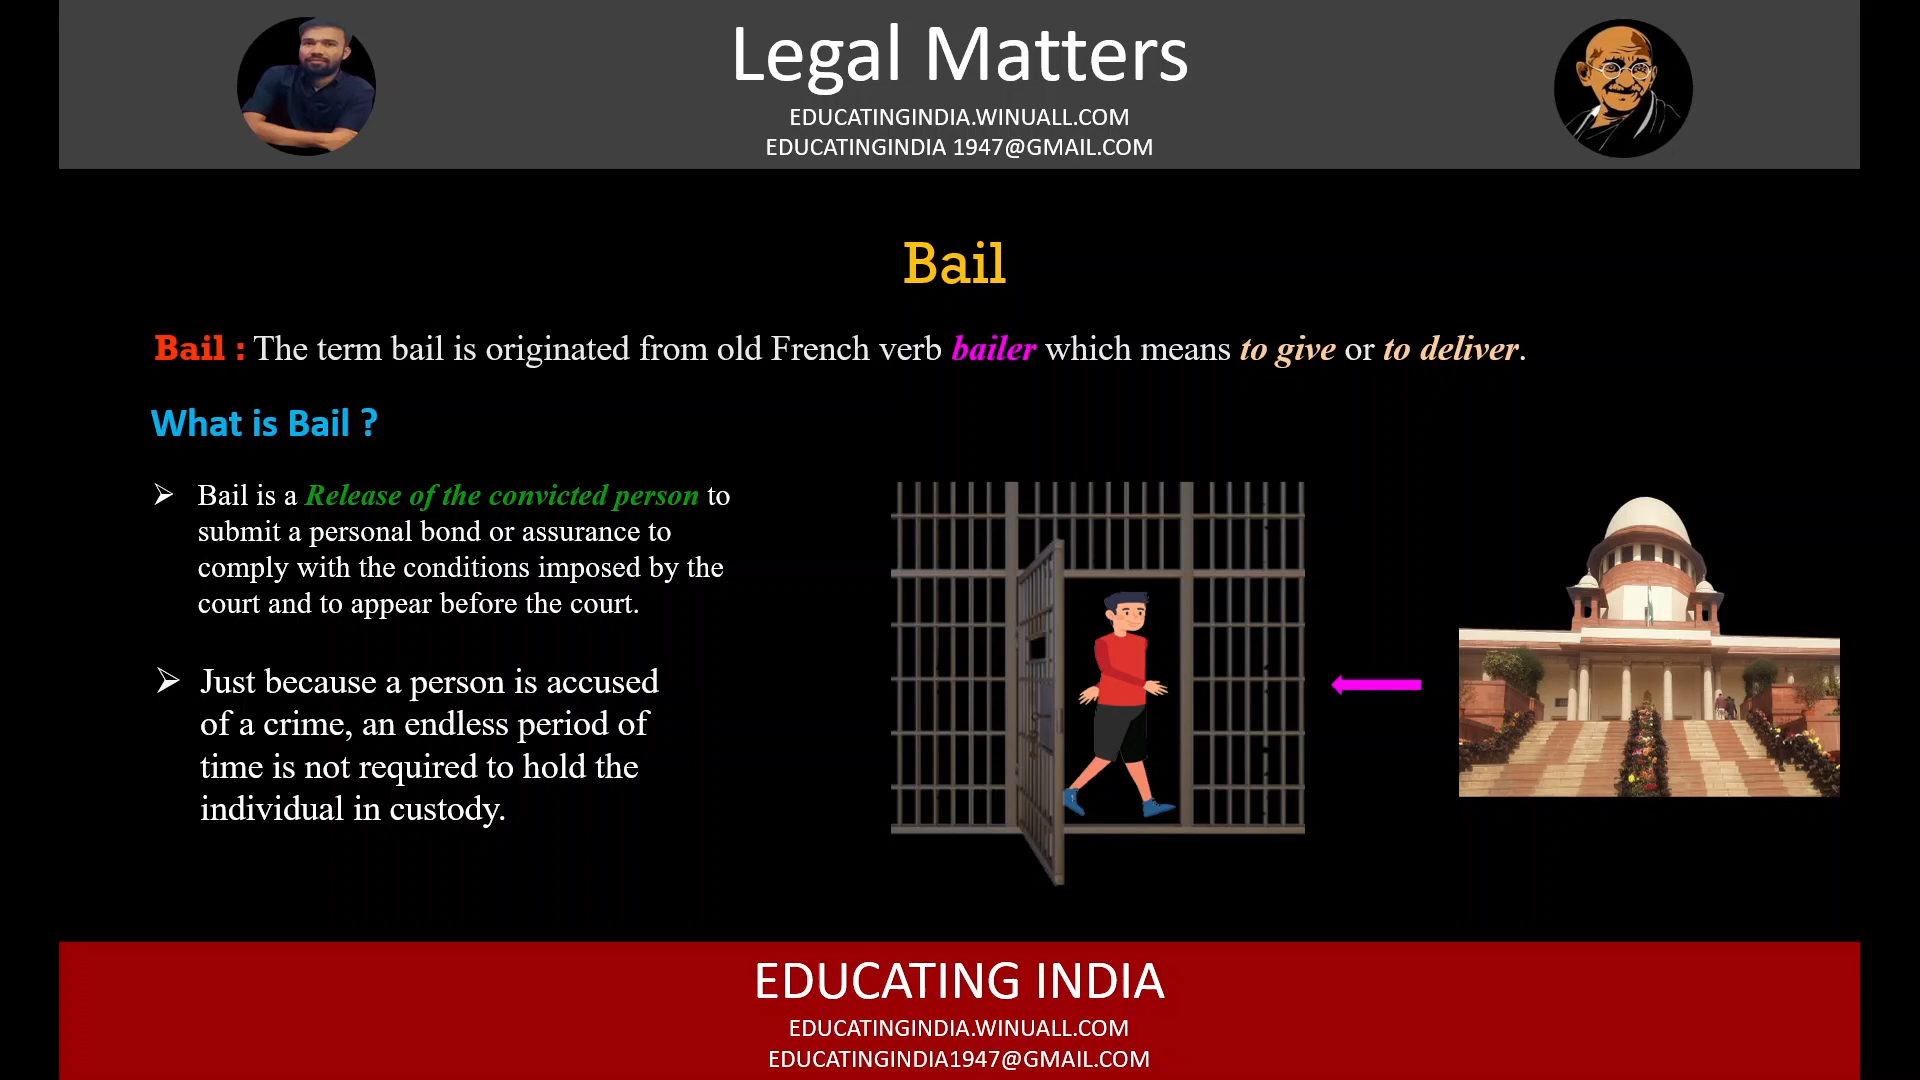 Legal Matters
EDUCATINGINDIA.WINUALL.COM
EDUCATINGINDIA 1947@GMAIL.COM
Bail
Bail : The term bail is originated from old French verb bailer which means to give or to deliver.
What is Bail ?
➢ Bail is a Release of the convicted person to
submit a personal bond or assurance to
comply with the conditions imposed by the
court and to appear before the court.
➢ Just because a person is accused
of a crime, an endless period of
time is not required to hold the
individual in custody.
EDUCATING INDIA
EDUCATINGINDIA.WINUALL.COM
EDUCATINGINDIA1947@GMAIL.COM